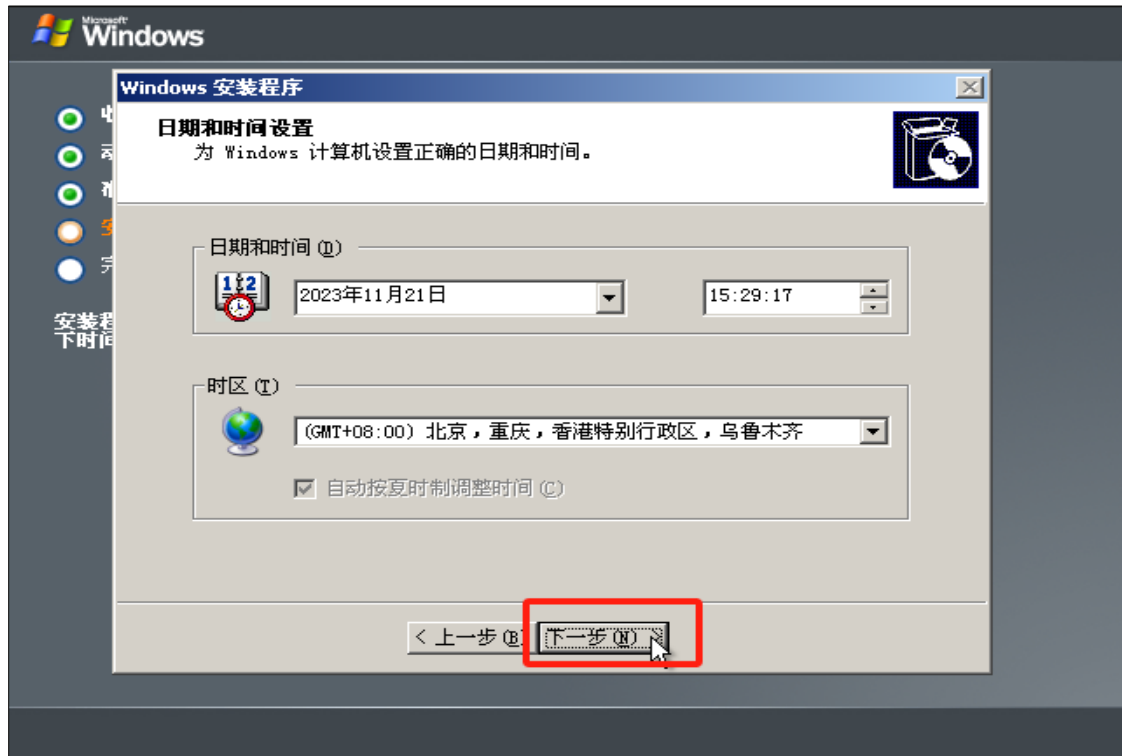 Microsoft
Windows
Windows 安装程序
日期和时间设置
为 Windows 计算机设置正确的日期和时间。
日期和时间(D)
2023年11月21日
15:29:17
时区(T)
(GMT+08:00) 北京，重庆，香港特别行政区，乌鲁木齐
自动按夏时制调整时间(C)
< 上一步(B)
下一步(N) >
安装程
下时间